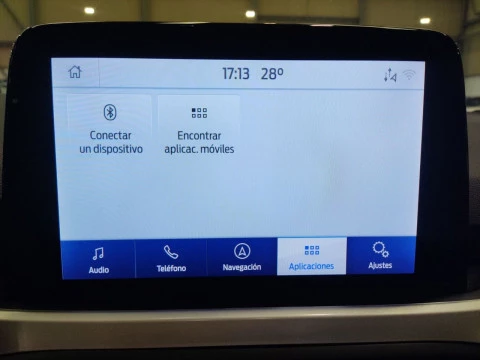 17:13 28º
Conectar
un dispositivo
Encontrar
aplicac. móviles
Audio
Teléfono
Navegación
Aplicaciones
Ajustes